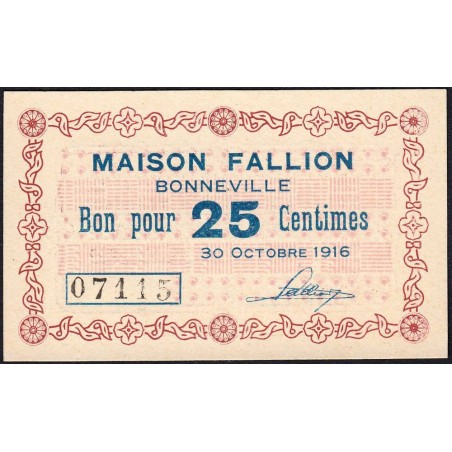 MAISON FALLION
BONNEVILLE
Bon pour 25 Centimes
30 OCTOBRE 1916
07115